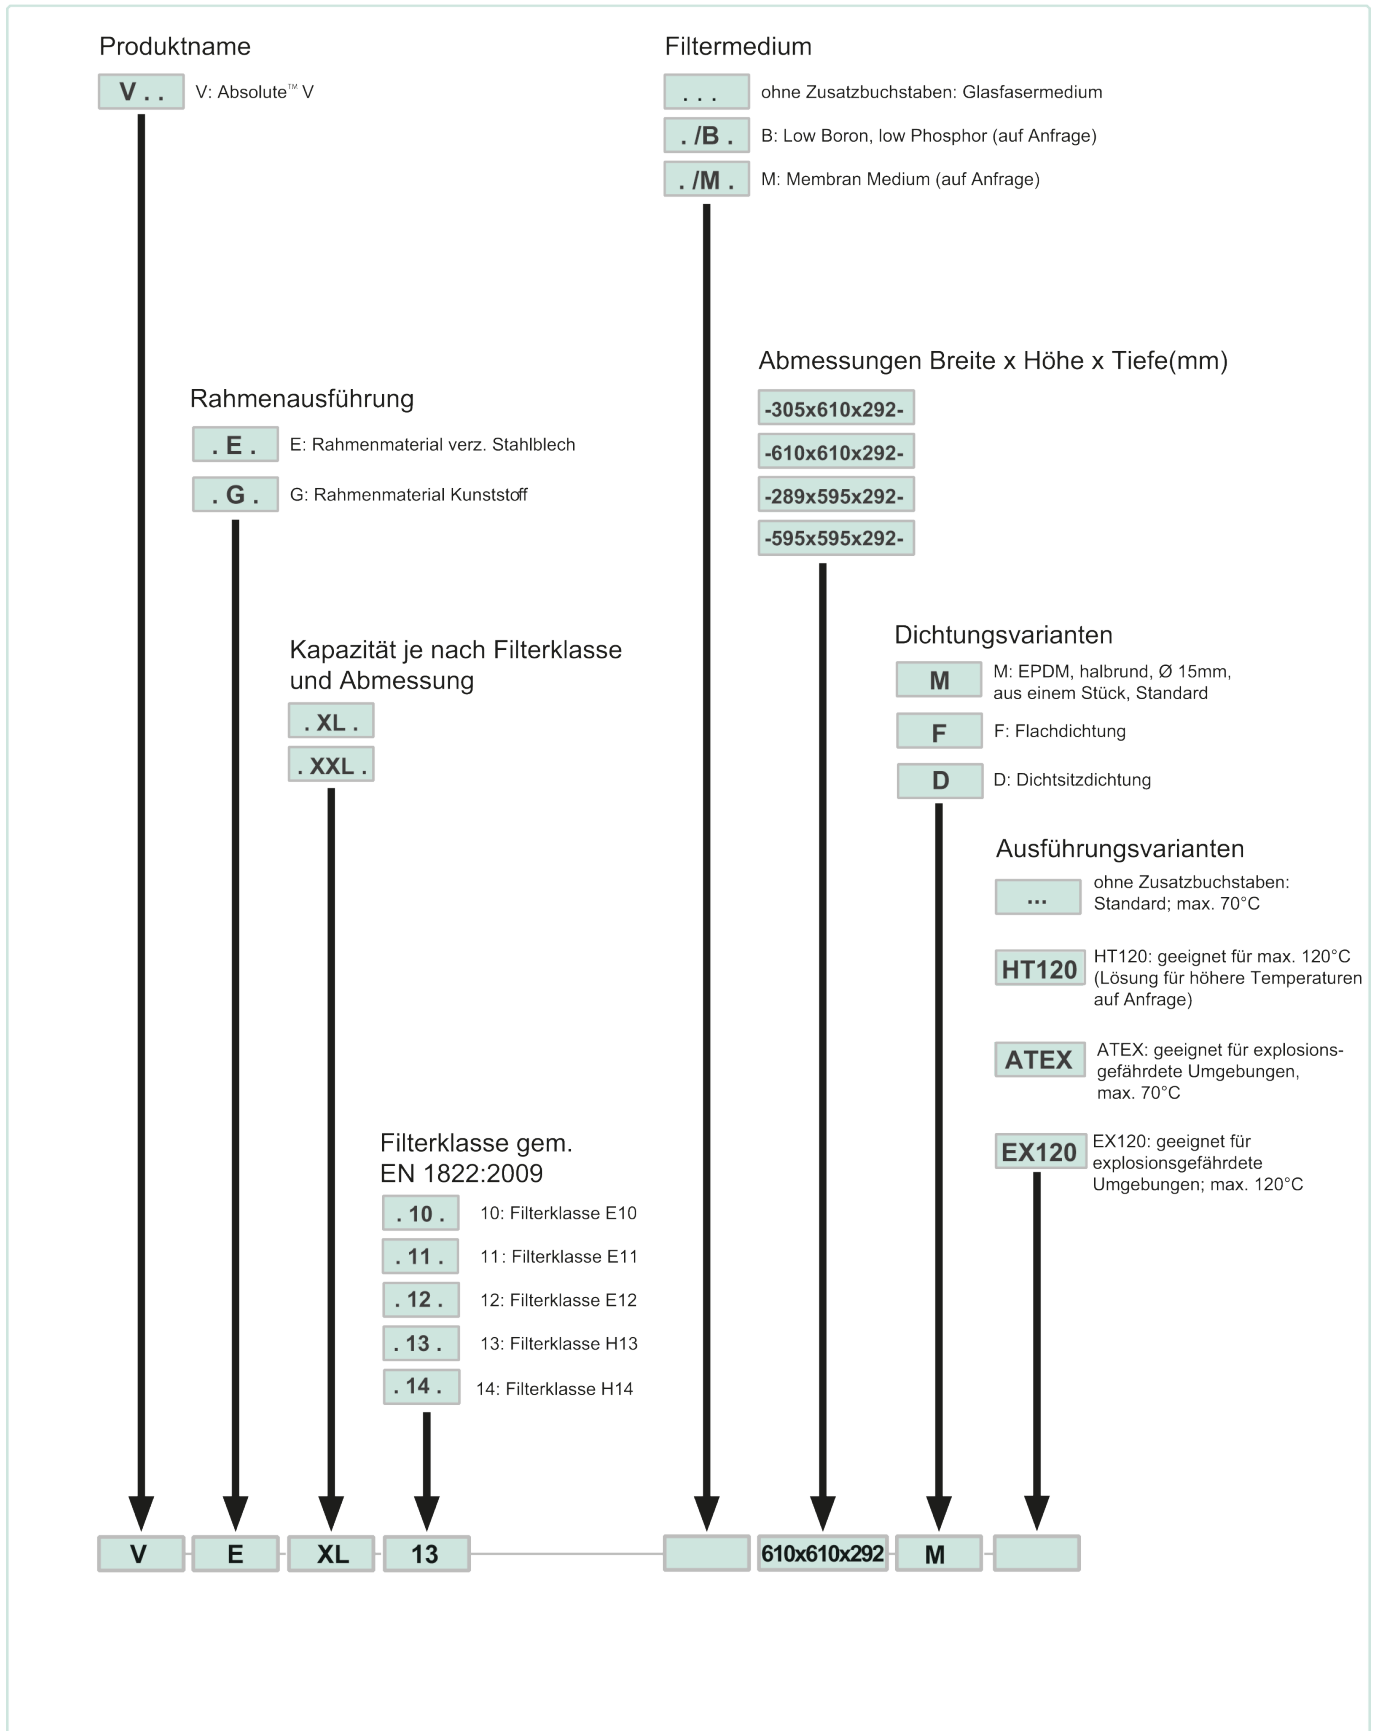 Produktname
V . .
V: Absolute™ V
Filtermedium
. . .
ohne Zusatzbuchstaben: Glasfasermedium
. /B .
B: Low Boron, low Phosphor (auf Anfrage)
. /M .
M: Membran Medium (auf Anfrage)
Abmessungen Breite x Höhe x Tiefe(mm)
-305x610x292-
-610x610x292-
-289x595x292-
-595x595x292-
Rahmenausführung
. E .
E: Rahmenmaterial verz. Stahlblech
. G .
G: Rahmenmaterial Kunststoff
Kapazität je nach Filterklasse
und Abmessung
. XL .
. XXL .
Dichtungsvarianten
M
M: EPDM, halbrund, Ø 15mm,
aus einem Stück, Standard
F
F: Flachdichtung
D
D: Dichtsitzdichtung
Ausführungsvarianten
...
ohne Zusatzbuchstaben:
Standard; max. 70°C
HT120
HT120: geeignet für max. 120°C
(Lösung für höhere Temperaturen
auf Anfrage)
ATEX
ATEX: geeignet für explosions-
gefährdete Umgebungen,
max. 70°C
EX120
EX120: geeignet für
explosionsgefährdete
Umgebungen; max. 120°C
Filterklasse gem.
EN 1822:2009
. 10 .
10: Filterklasse E10
. 11 .
11: Filterklasse E11
. 12 .
12: Filterklasse E12
. 13 .
13: Filterklasse H13
. 14 .
14: Filterklasse H14
V
E
XL
13
610x610x292
M